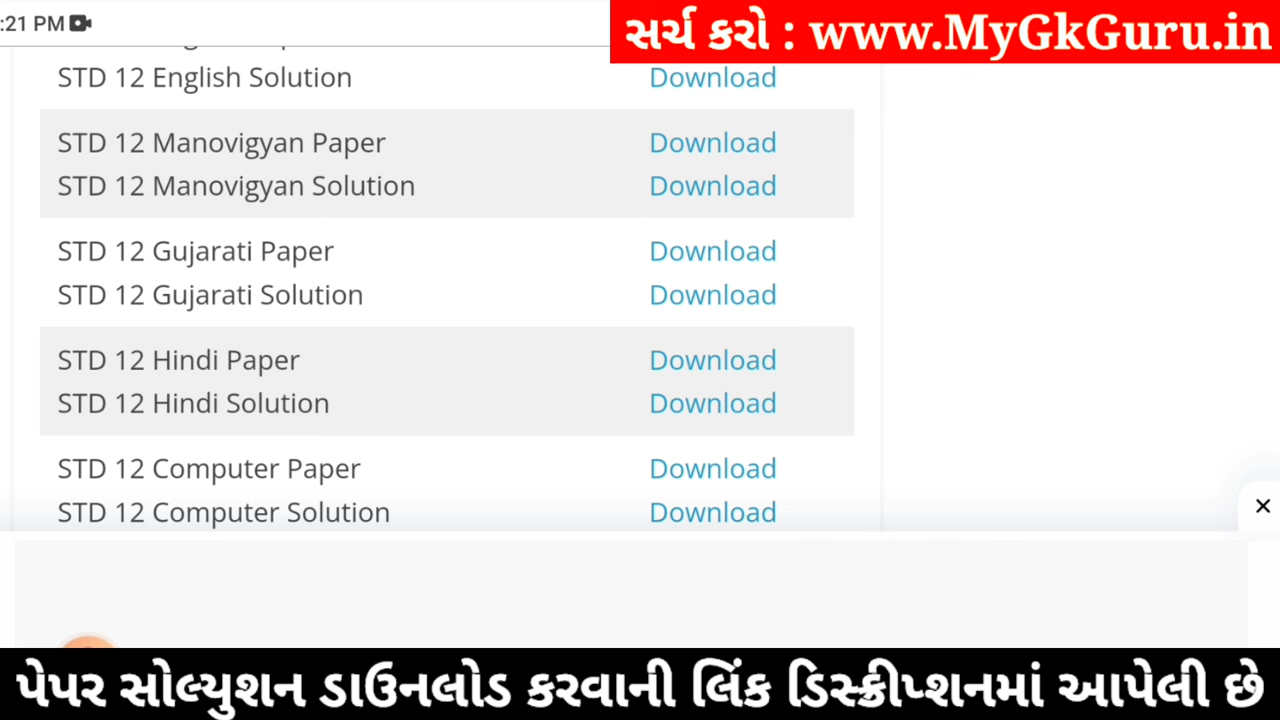 :21 PM
સર્ચ કરો : www.MyGkGuru.in
STD 12 English Solution Download
STD 12 Manovigyan Paper Download
STD 12 Manovigyan Solution Download
STD 12 Gujarati Paper Download
STD 12 Gujarati Solution Download
STD 12 Hindi Paper Download
STD 12 Hindi Solution Download
STD 12 Computer Paper Download
STD 12 Computer Solution Download
પેપર સોલ્યુશન ડાઉનલોડ કરવાની લિંક ડિસ્ક્રીપ્શનમાં આપેલી છે